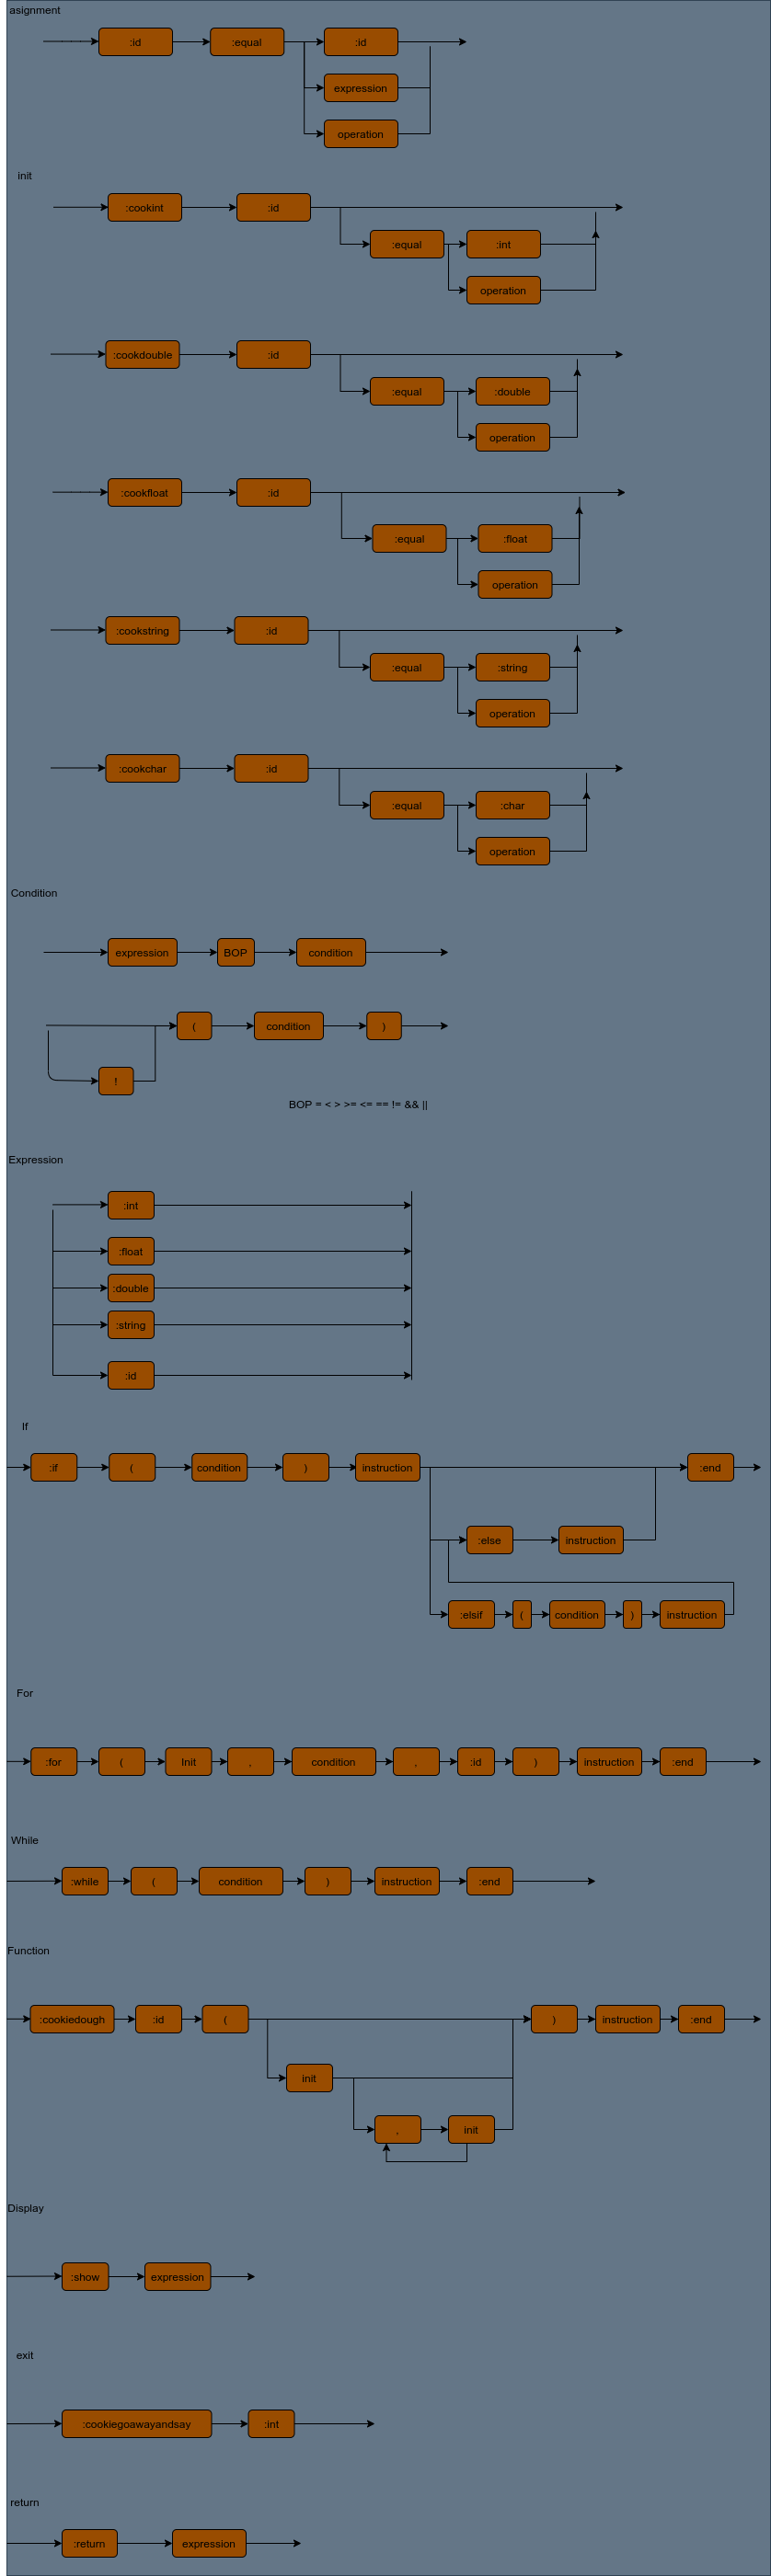 asignment
:id :equal :id
expression
operation
init
:cookint :id
:equal :int
operation
:cookdouble :id
:equal :double
operation
:cookfloat :id
:equal :float
operation
:cookstring :id
:equal :string
operation
:cookchar :id
:equal :char
operation
Condition
expression BOP condition
( condition )
!
BOP = < > >= <= == != && ||
Expression
:int
:float
:double
:string
:id
If
:if ( condition ) instruction :end
:else instruction
:elsif ( condition ) instruction
For
:for ( Init , condition , :id ) instruction :end
While
:while ( condition ) instruction :end
Function
:cookiedough :id ( ) instruction :end
init
, init
Display
:show expression
exit
:cookiegoawayandsay :int
return
:return expression